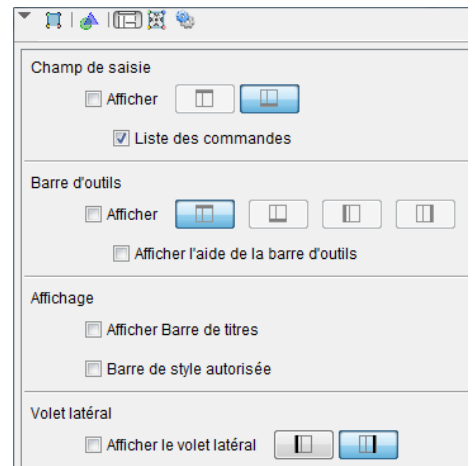 Champ de saisie
Afficher
Liste des commandes
Barre d'outils
Afficher
Afficher l'aide de la barre d'outils
Affichage
Afficher Barre de titres
Barre de style autorisée
Volet latéral
Afficher le volet latéral